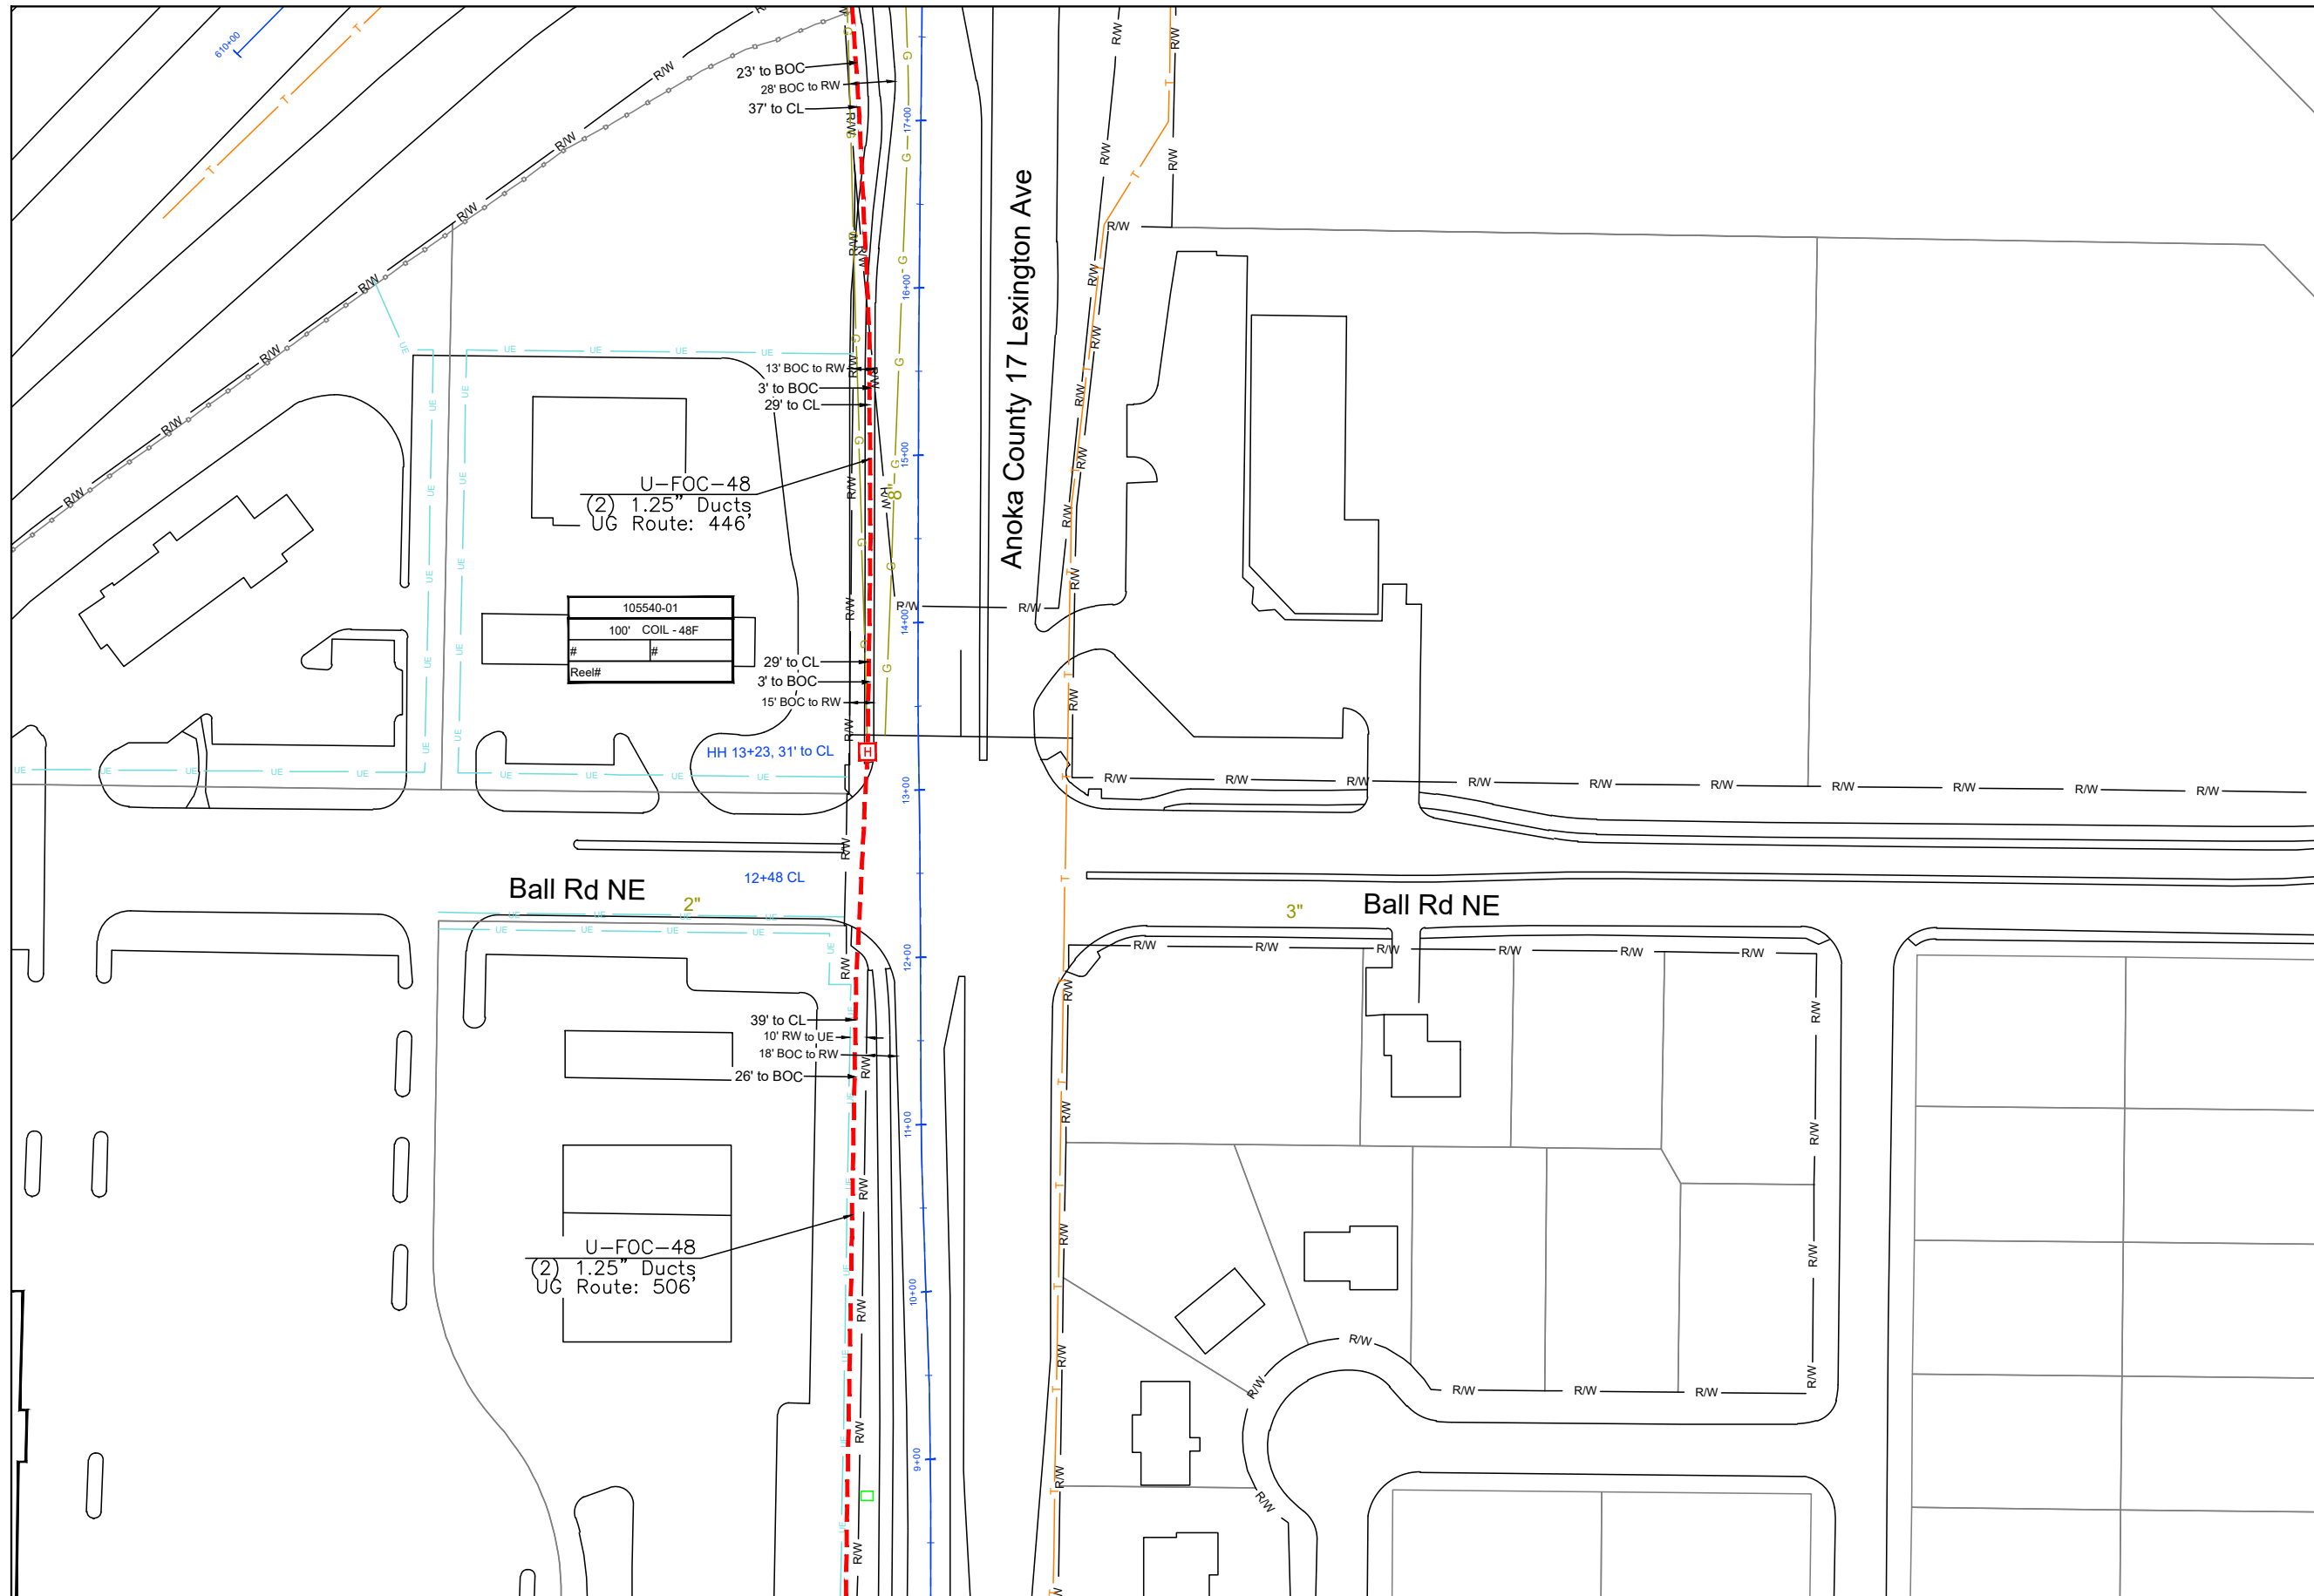 610+00
23' to BOC
28' BOC to RW
37' to CL
17+00
16+00
Anoka County 17 Lexington Ave
13' BOC to RW
3' to BOC
29' to CL
15+00
8"
U-FOC-48
(2) 1.25" Ducts
UG Route: 446'
105540-01
100' COIL - 48F
# #
Reel#
14+00
29' to CL
3' to BOC
15' BOC to RW
HH 13+23, 31' to CL
H
13+00
12+48 CL
Ball Rd NE
2"
3"
Ball Rd NE
12+00
39' to CL
10' RW to UE
18' BOC to RW
26' to BOC
11+00
U-FOC-48
(2) 1.25" Ducts
UG Route: 506'
10+00
9+00
R/W
UE
G
T